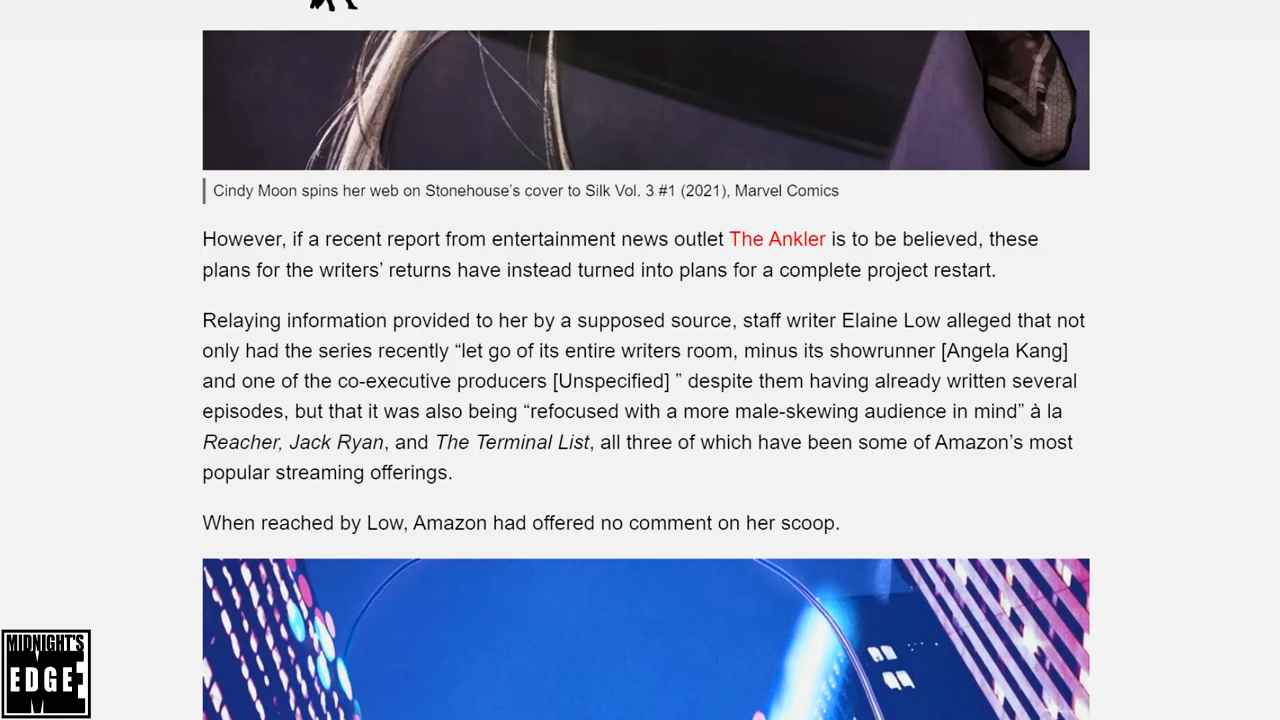 Cindy Moon spins her web on Stonehouse’s cover to Silk Vol. 3 #1 (2021), Marvel Comics
However, if a recent report from entertainment news outlet The Ankler is to be believed, these
plans for the writers’ returns have instead turned into plans for a complete project restart.
Relaying information provided to her by a supposed source, staff writer Elaine Low alleged that not
only had the series recently “let go of its entire writers room, minus its showrunner [Angela Kang]
and one of the co-executive producers [Unspecified] ” despite them having already written several
episodes, but that it was also being “refocused with a more male-skewing audience in mind” à la
Reacher, Jack Ryan, and The Terminal List, all three of which have been some of Amazon’s most
popular streaming offerings.
When reached by Low, Amazon had offered no comment on her scoop.
MIDNIGHT'S
EDGE
ME